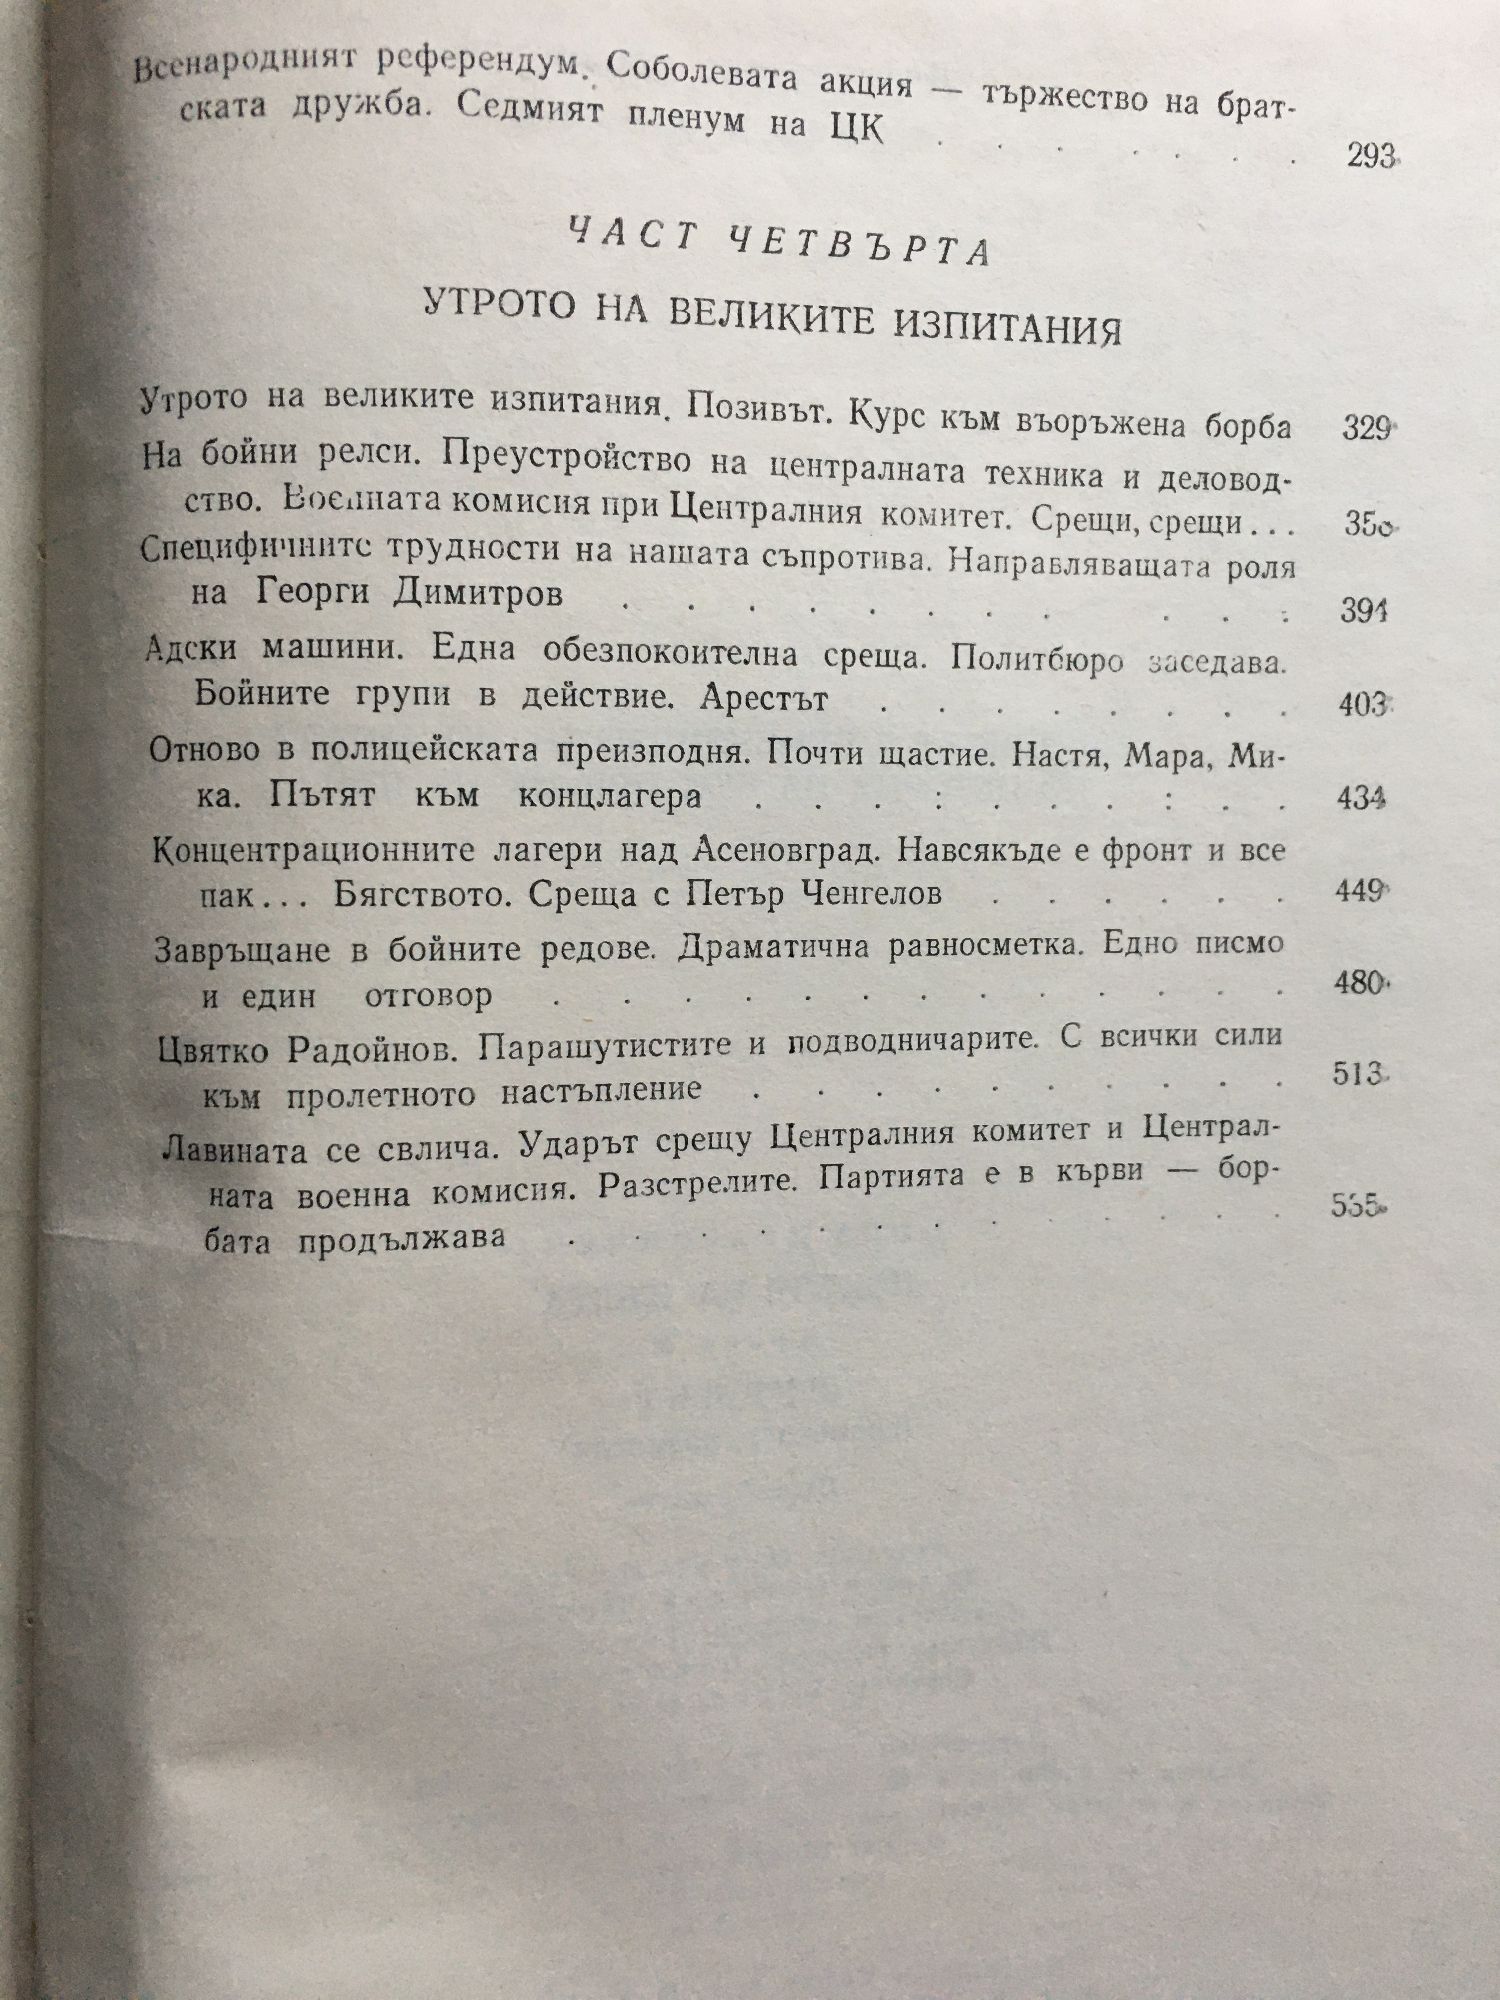 Всенародният референдум. Соболевата акция — тържество на брат-
ската дружба. Седмият пленум на ЦК . . . . . . . 293
ЧАСТ ЧЕТВЪРТА
УТРОТО НА ВЕЛИКИТЕ ИЗПИТАНИЯ
Утрото на великите изпитания. Позивът. Курс към въоръжена борба 329
На бойни релси. Преустройство на централната техника и деловод-
ство. Военната комисия при Централния комитет. Срещи, срещи... 350
Специфичните трудности на нашата съпротива. Направляващата роля
на Георги Димитров . . . . . . . . . . . 391
Адски машини. Една обезпокоителна среща. Политбюро заседава.
Бойните групи в действие. Арестът . . . . . . . . 403
Отново в полицейската преизподня. Почти щастие. Настя, Мара, Ми-
ка. Пътят към концлагера . . . : . . . : . . 434
Концентрационните лагери над Асеновград. Навсякъде е фронт и все
пак... Бягството. Среща с Петър Ченгелов . . . . . . 449
Завръщане в бойните редове. Драматична равносметка. Едно писмо
и един отговор . . . . . . . . . . . . . 480
Цвятко Радойнов. Парашутистите и подводничарите. С всички сили
към пролетното настъпление . . . . . . . . . . 513
Лавината се свлича. Ударът срещу Централния комитет и Централ-
ната военна комисия. Разстрелите. Партията е в кърви — бор-
бата продължава . . . . . . . . . . . .